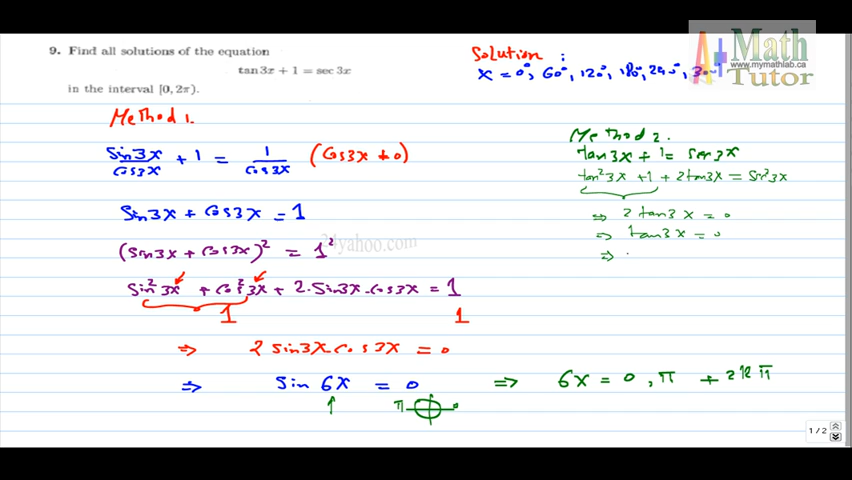 9. Find all solutions of the equation
tan 3x + 1 = sec 3x
in the interval [0, 2π).
Solution :
x = 0°, 60°, 120°, 180°, 240°, 300°
A+ Math
www.mymathlab.ca
Tutor
Method 1.
sin3x/cos3x + 1 = 1/cos3x (cos3x ≠ 0)
sin3x + cos3x = 1
(sin3x + cos3x)² = 1²
sin²3x + cos²3x + 2·sin3x·cos3x = 1
1 1
⇒ 2 sin3x·cos3x = 0
⇒ sin 6x = 0 ⇒ 6x = 0, π + 2kπ
↑ π 0
Method 2.
tan3x + 1 = sec3x
tan²3x + 1 + 2tan3x = sec²3x
⇒ 2 tan3x = 0
⇒ tan3x = 0
⇒ .
yahoo.com
1 / 2